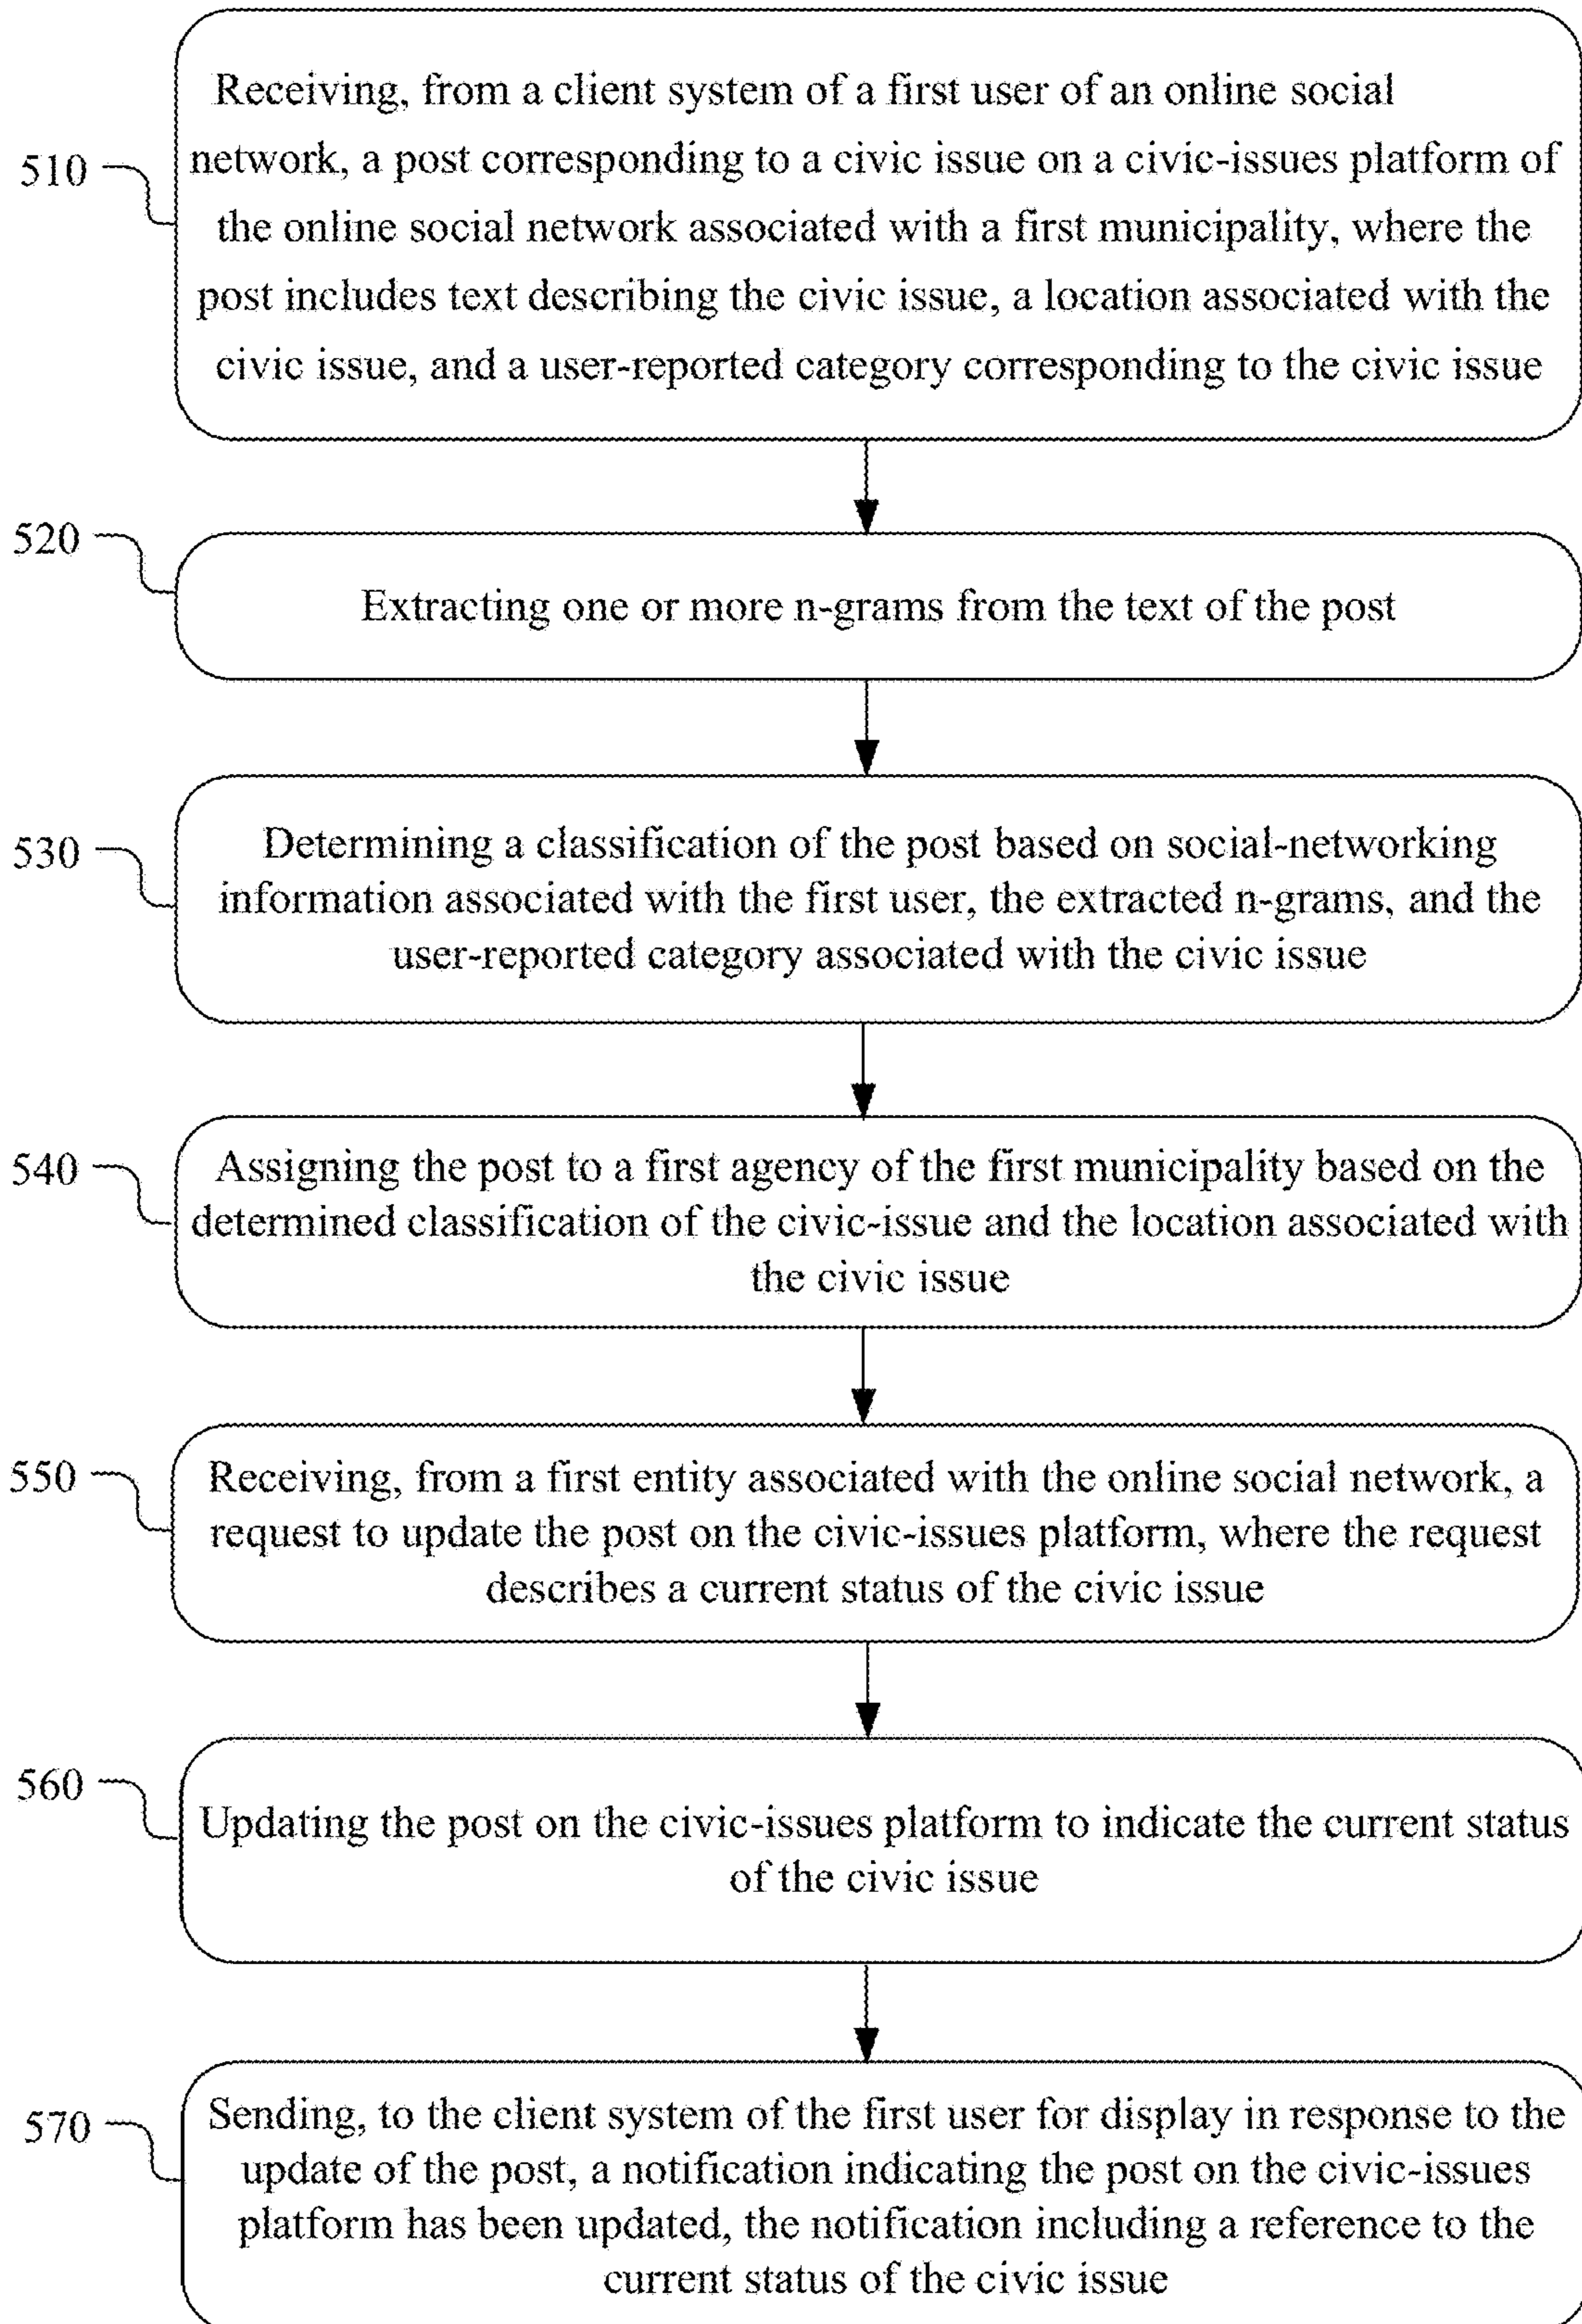 510
Receiving, from a client system of a first user of an online social
network, a post corresponding to a civic issue on a civic-issues platform of
the online social network associated with a first municipality, where the
post includes text describing the civic issue, a location associated with the
civic issue, and a user-reported category corresponding to the civic issue
520
Extracting one or more n-grams from the text of the post
530
Determining a classification of the post based on social-networking
information associated with the first user, the extracted n-grams, and the
user-reported category associated with the civic issue
540
Assigning the post to a first agency of the first municipality based on the
determined classification of the civic-issue and the location associated with
the civic issue
550
Receiving, from a first entity associated with the online social network, a
request to update the post on the civic-issues platform, where the request
describes a current status of the civic issue
560
Updating the post on the civic-issues platform to indicate the current status
of the civic issue
570
Sending, to the client system of the first user for display in response to the
update of the post, a notification indicating the post on the civic-issues
platform has been updated, the notification including a reference to the
current status of the civic issue